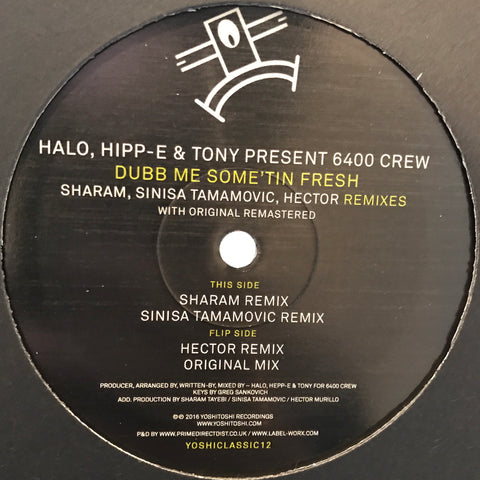 HALO, HIPP-E & TONY PRESENT 6400 CREW
DUBB ME SOME'TIN FRESH
SHARAM, SINISA TAMAMOVIC, HECTOR REMIXES
WITH ORIGINAL REMASTERED
THIS SIDE
SHARAM REMIX
SINISA TAMAMOVIC REMIX
FLIP SIDE
HECTOR REMIX
ORIGINAL MIX
PRODUCER, ARRANGED BY, WRITTEN-BY, MIXED BY – HALO, HIPP-E & TONY FOR 6400 CREW
KEYS BY GREG SANKOVICH
ADD. PRODUCTION BY SHARAM TAYEBI / SINISA TAMAMOVIC / HECTOR MURILLO
©℗ 2016 YOSHITOSHI RECORDINGS
WWW.YOSHITOSHI.COM
P&D BY WWW.PRIMEDIRECTDIST.CO.UK / WWW.LABEL-WORX.COM
YOSHICLASSIC12